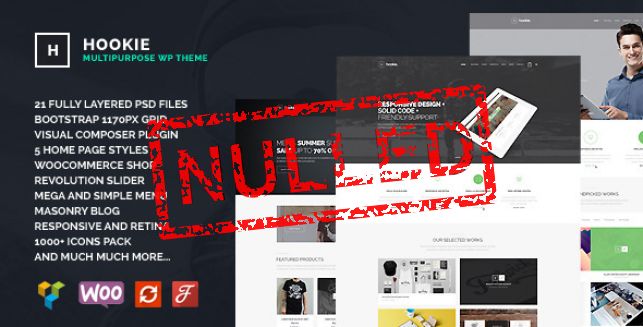 H
HOOKIE
MULTIPURPOSE WP THEME
21 FULLY LAYERED PSD FILES
BOOTSTRAP 1170PX GRID
VISUAL COMPOSER PLUGIN
5 HOME PAGE STYLES
WOOCOMMERCE SHOP
REVOLUTION SLIDER
MEGA AND SIMPLE MENU
MASONRY BLOG
RESPONSIVE AND RETINA
1000+ ICONS PACK
AND MUCH MUCH MORE...
WOO
NULLED
hookie.
hookie.
RESPONSIVE DESIGN +
SOLID CODE +
FRIENDLY SUPPORT
SUMMER
UP TO 70%
OUR SELECTED WORKS
FEATURED PRODUCTS